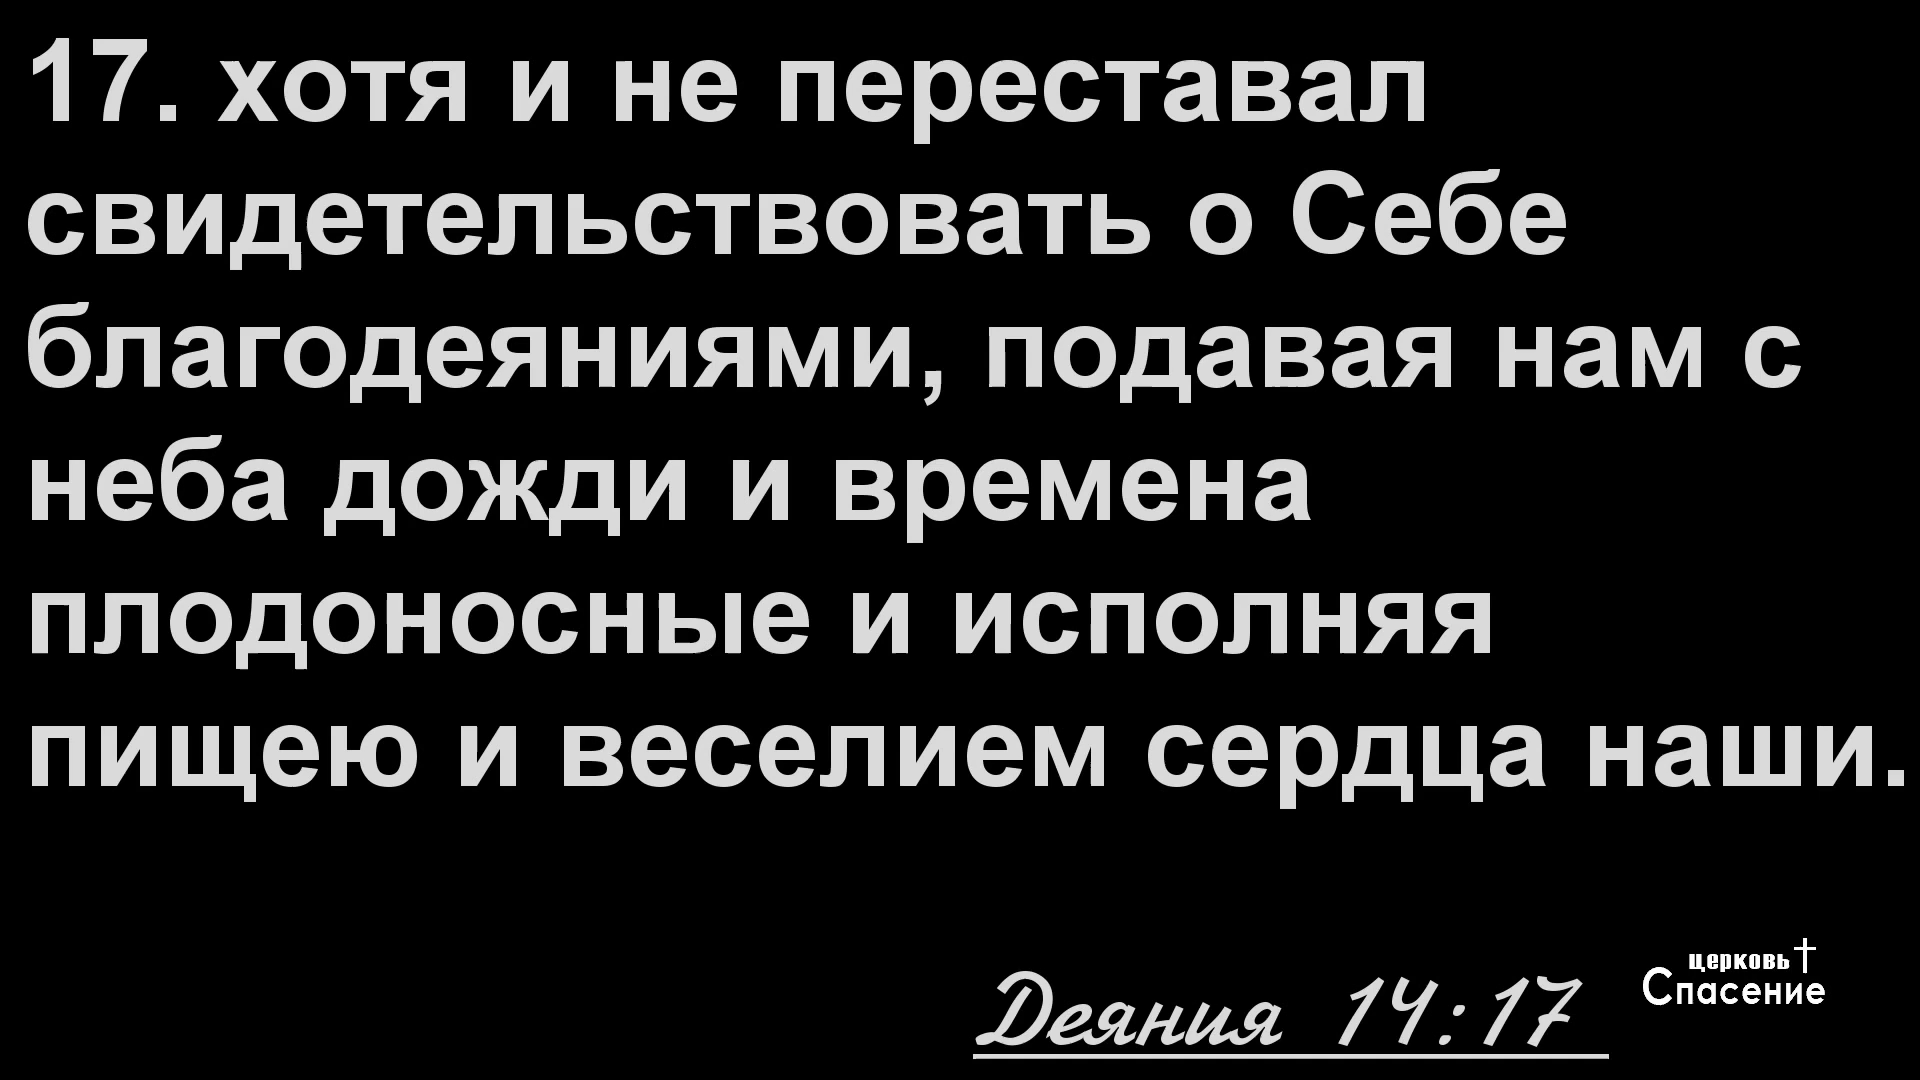 17. хотя и не переставал
свидетельствовать о Себе
благодеяниями, подавая нам с
неба дожди и времена
плодоносные и исполняя
пищею и веселием сердца наши.
Деяния 14:17
церковь
Спасение